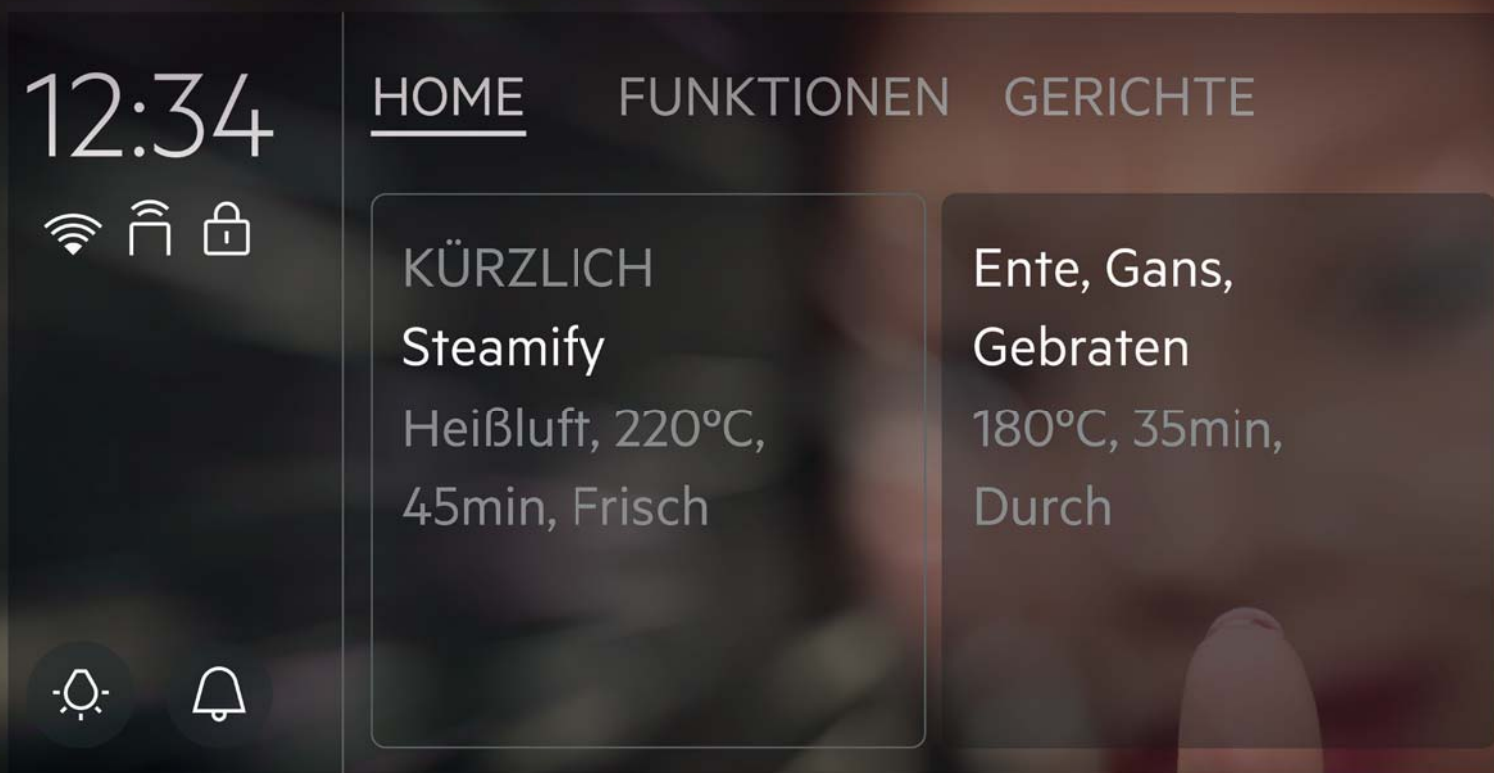 12:34
HOME FUNKTIONEN GERICHTE
KÜRZLICH
Steamify
Heißluft, 220°C,
45min, Frisch
Ente, Gans,
Gebraten
180°C, 35min,
Durch